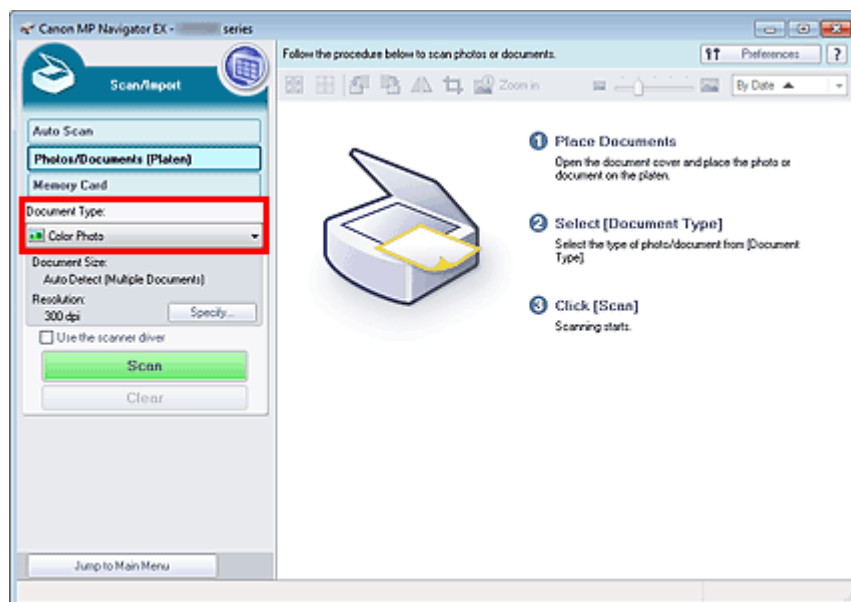 Canon MP Navigator EX - series
Scan/Import
Auto Scan
Photos/Documents (Platen)
Memory Card
Document Type:
Color Photo
Document Size:
Auto Detect (Multiple Documents)
Resolution:
300 dpi
Specify...
Use the scanner diver
Scan
Clear
Jump to Main Menu
Follow the procedure below to scan photos or documents.
Preferences
?
Zoom in
By Date
1 Place Documents
Open the document cover and place the photo or
document on the platen.
2 Select [Document Type]
Select the type of photo/document from [Document
Type].
3 Click [Scan]
Scanning starts.